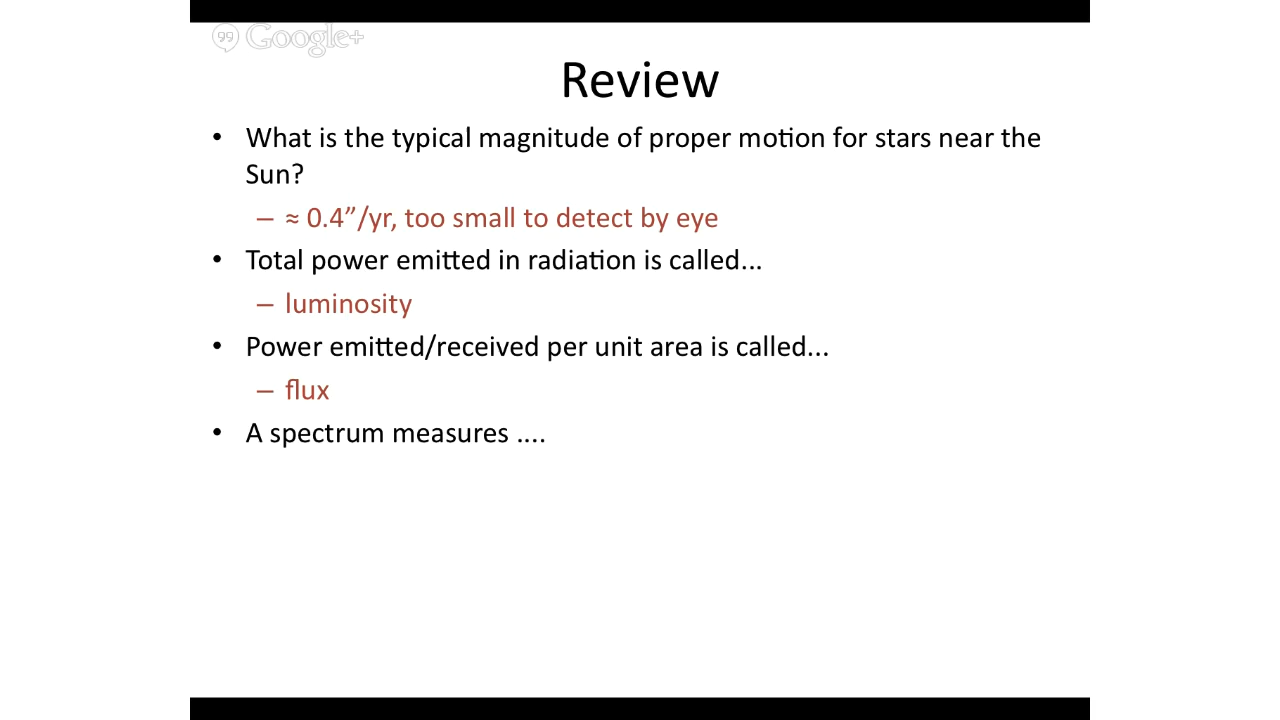 Google+
Review
• What is the typical magnitude of proper motion for stars near the
Sun?
– ≈ 0.4”/yr, too small to detect by eye
• Total power emitted in radiation is called...
– luminosity
• Power emitted/received per unit area is called...
– flux
• A spectrum measures ....